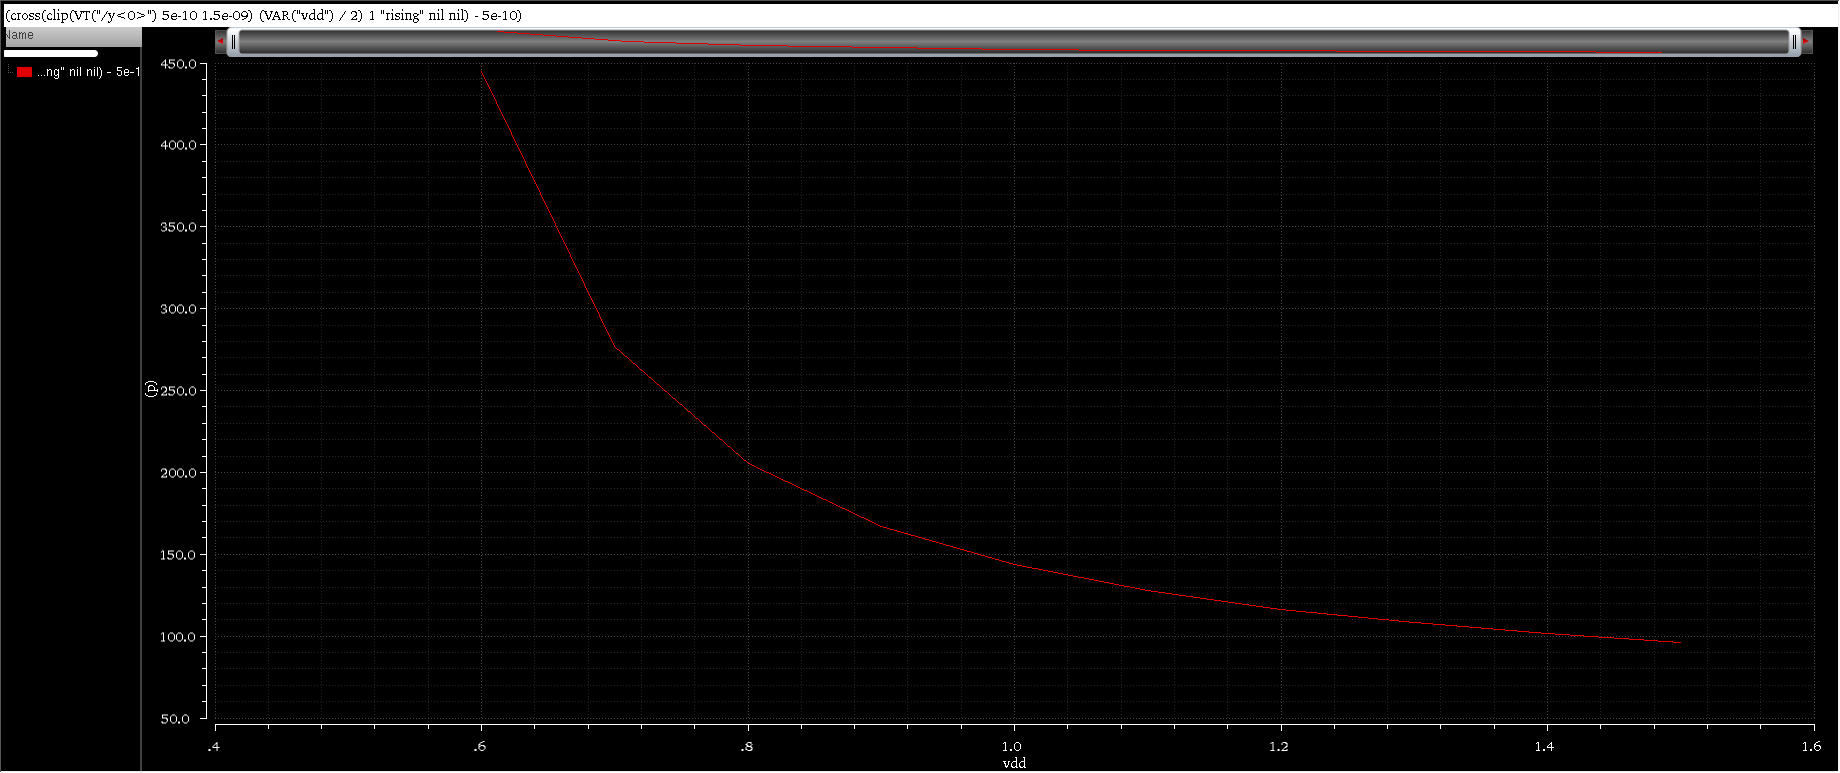 (cross(clip(VT("/y<0>") 5e-10 1.5e-09) (VAR("vdd") / 2) 1 "rising" nil nil) - 5e-10)
Name
...ng" nil nil) - 5e-1
450.0
400.0
350.0
300.0
(p)
250.0
200.0
150.0
100.0
50.0
.4 .6 .8 1.0 1.2 1.4 1.6
vdd